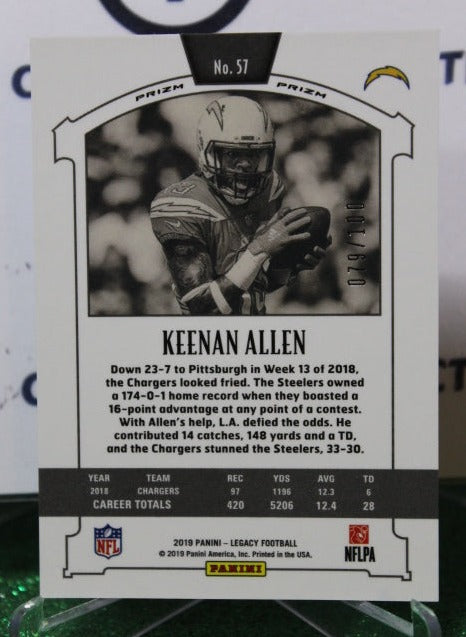 No. 57
PRIZM PRIZM
079/100
KEENAN ALLEN
Down 23-7 to Pittsburgh in Week 13 of 2018,
the Chargers looked fried. The Steelers owned
a 174-0-1 home record when they boasted a
16-point advantage at any point of a contest.
With Allen's help, L.A. defied the odds. He
contributed 14 catches, 148 yards and a TD,
and the Chargers stunned the Steelers, 33-30.
YEAR TEAM REC YDS AVG TD
2018 CHARGERS 97 1196 12.3 6
CAREER TOTALS 420 5206 12.4 28
NFL
2019 PANINI – LEGACY FOOTBALL
© 2019 Panini America, Inc. Printed in the USA.
PANINI
NFLPA